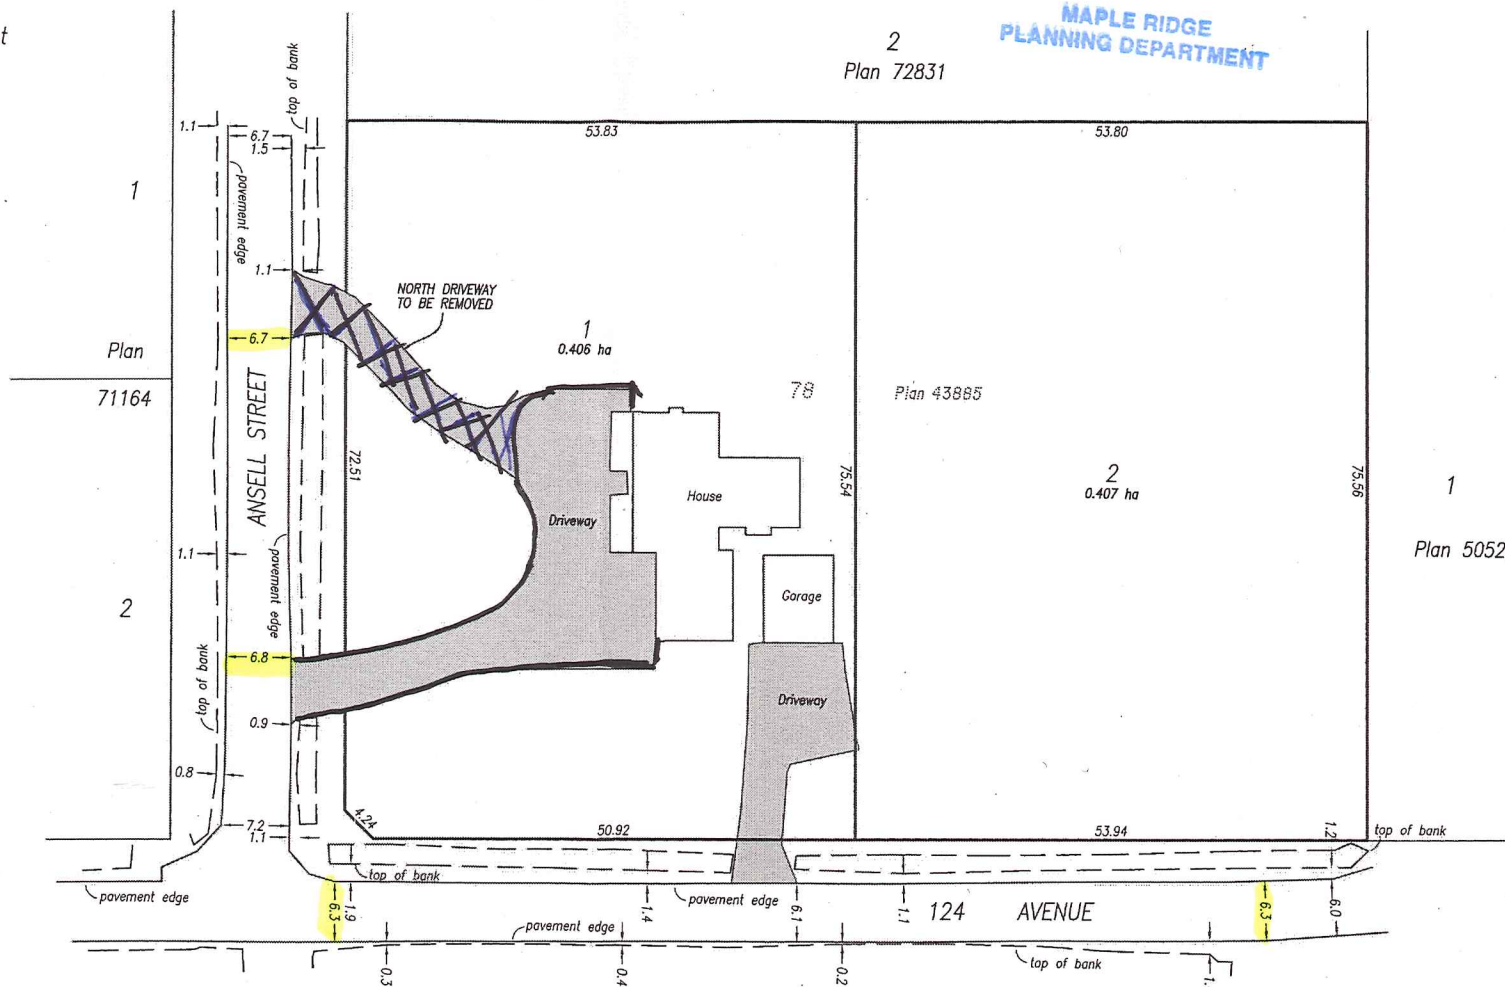 t
MAPLE RIDGE
PLANNING DEPARTMENT
2
Plan 72831
top of bank
1.1
6.7
1.5
53.83
53.80
1
pavement edge
1.1
NORTH DRIVEWAY
TO BE REMOVED
6.7
1
0.406 ha
Plan
71164
ANSELL STREET
72.51
78
Plan 43885
75.54
2
0.407 ha
75.56
1
Plan 5052
House
Driveway
1.1
pavement edge
Garage
2
top of bank
6.8
Driveway
0.9
0.8
7.2
1.1
4.24
50.92
53.94
1.2
top of bank
top of bank
pavement edge
6.3
1.9
1.4
pavement edge
6.1
1.1
124 AVENUE
6.3
6.0
pavement edge
top of bank
0.3
0.4
0.2
1.